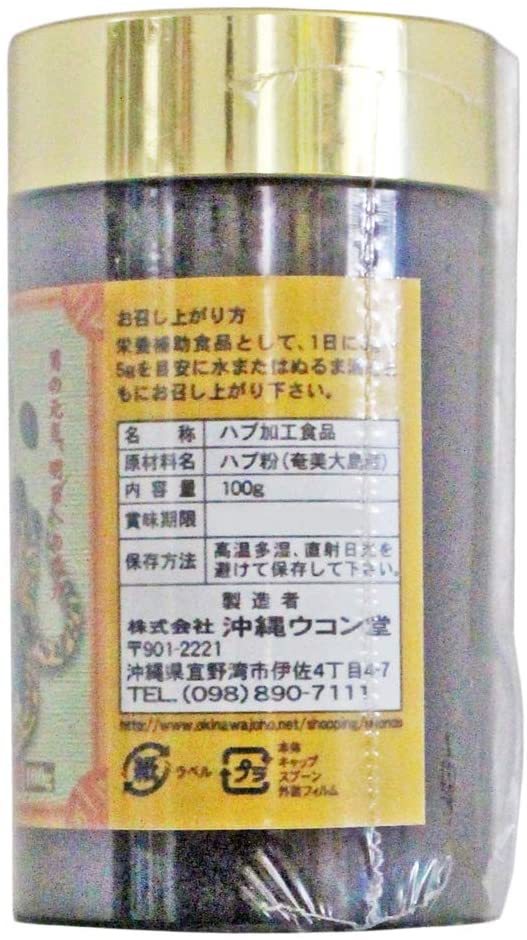 お召し上がり方
栄養補助食品として、1日に3g～
5gを目安に水またはぬるま湯とと
もにお召し上がり下さい。
名称 ハブ加工食品
原材料名 ハブ粉(奄美大島産)
内容量 100g
賞味期限
保存方法 高温多湿、直射日光を
避けて保存して下さい。
製造者
株式会社 沖縄ウコン堂
〒901-2221
沖縄県宜野湾市伊佐4丁目4-7
TEL.(098)890-7111
http://www.okinawajoho.net/shopping/
紙 ラベル
プラ 本体
キャップ
スプーン
外装フィルム